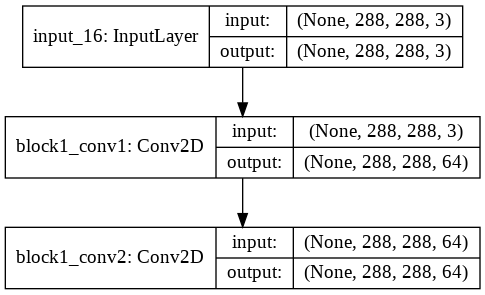 input_16: InputLayer
input: (None, 288, 288, 3)
output: (None, 288, 288, 3)
block1_conv1: Conv2D
input: (None, 288, 288, 3)
output: (None, 288, 288, 64)
block1_conv2: Conv2D
input: (None, 288, 288, 64)
output: (None, 288, 288, 64)